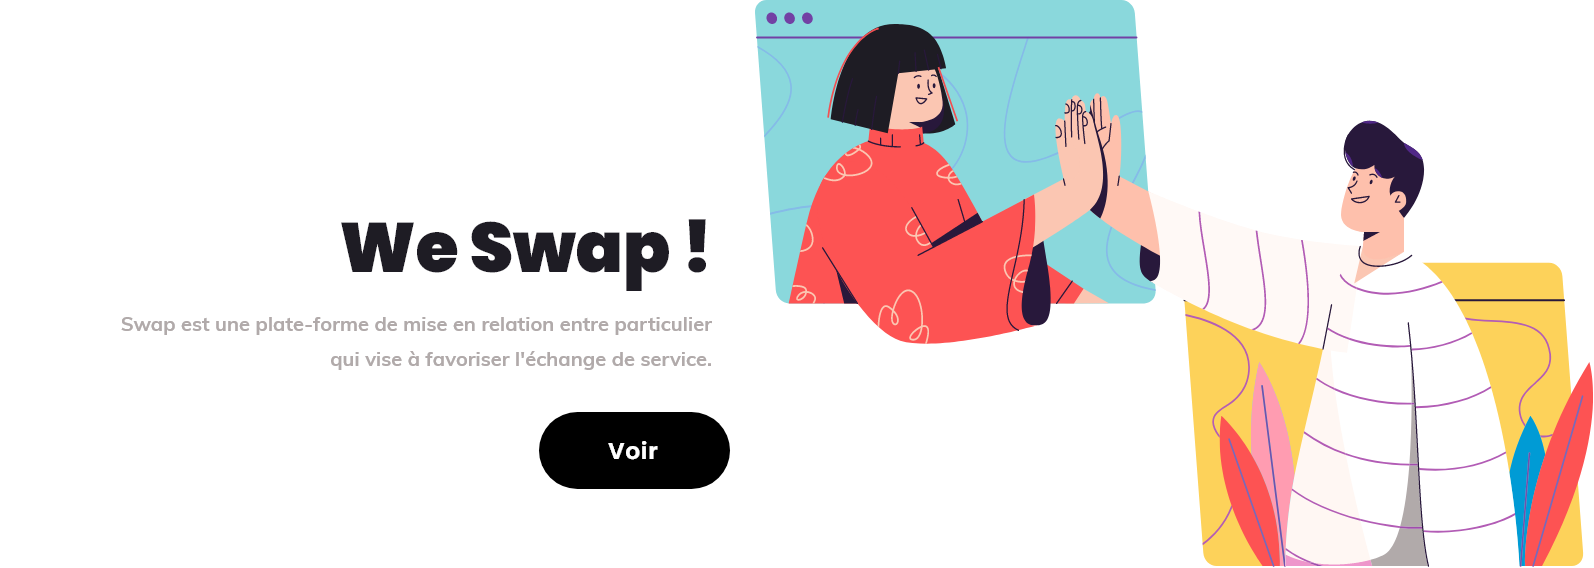 We Swap !
Swap est une plate-forme de mise en relation entre particulier
qui vise à favoriser l'échange de service.
Voir